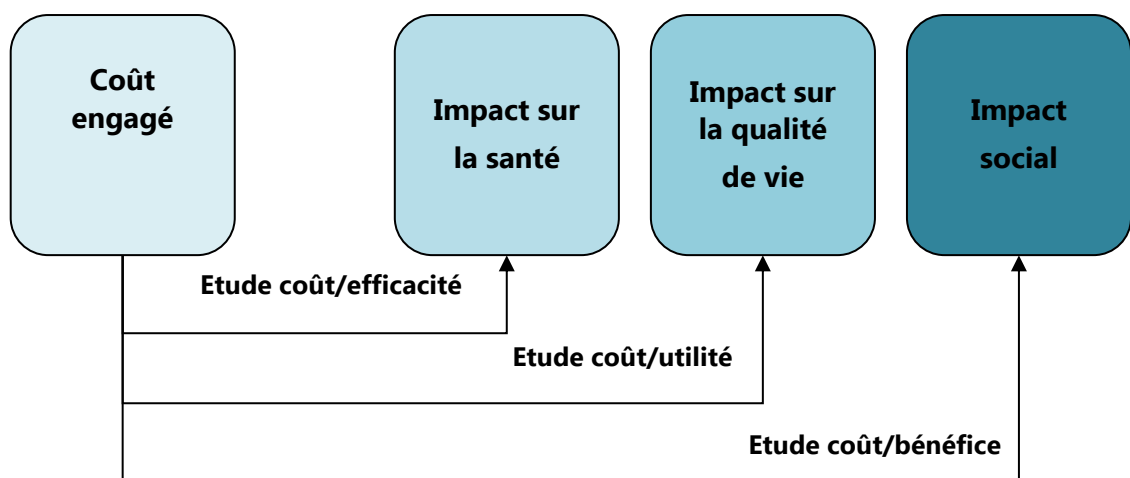 Coût
engagé
Impact sur
la santé
Impact sur
la qualité
de vie
Impact
social
Etude coût/efficacité
Etude coût/utilité
Etude coût/bénéfice